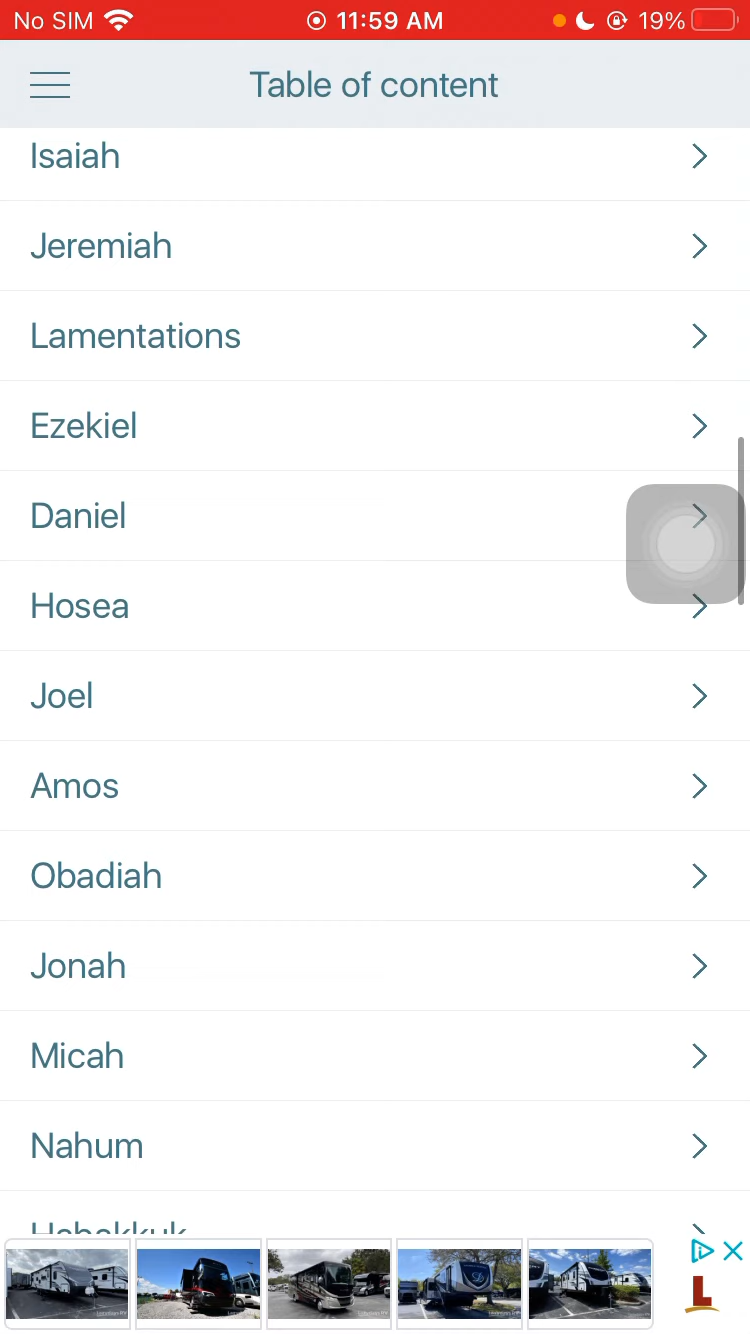 No SIM 11:59 AM 19%
Table of content
Isaiah
Jeremiah
Lamentations
Ezekiel
Daniel
Hosea
Joel
Amos
Obadiah
Jonah
Micah
Nahum
Habakkuk
L